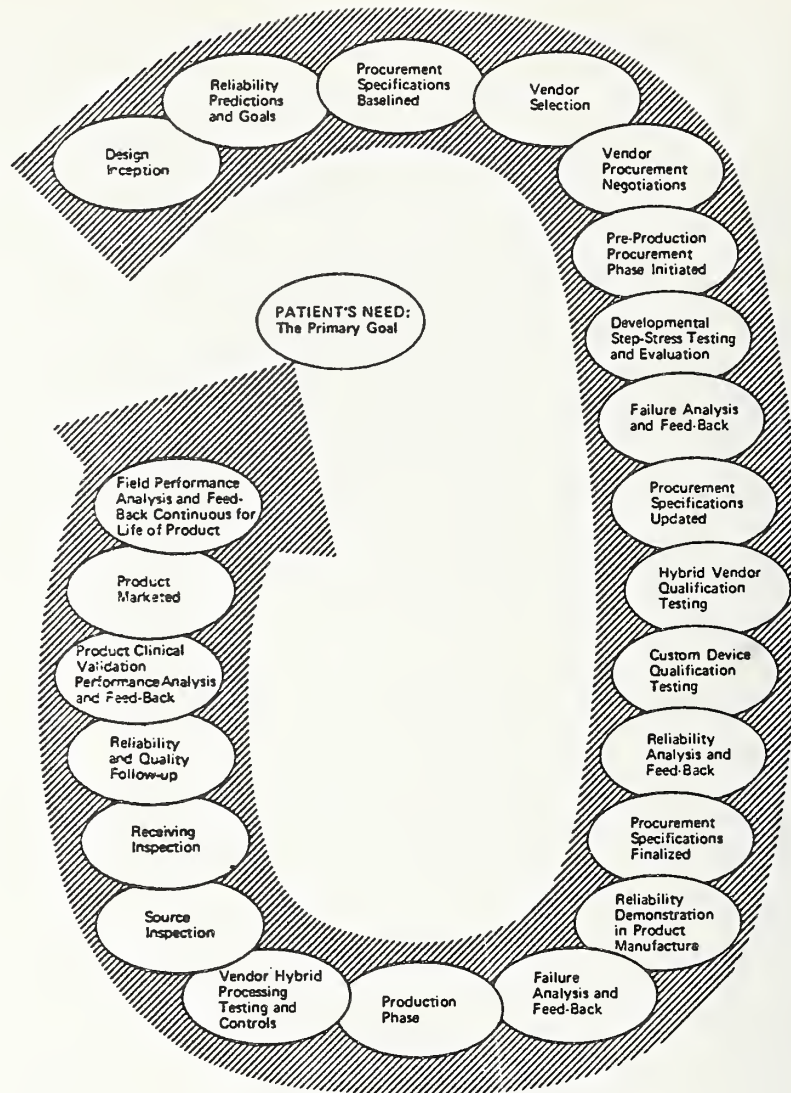 Design
Inception
Reliability
Predictions
and Goals
Procurement
Specifications
Baselined
Vendor
Selection
Vendor
Procurement
Negotiations
Pre-Production
Procurement
Phase Initiated
Developmental
Step-Stress Testing
and Evaluation
Failure Analysis
and Feed-Back
Procurement
Specifications
Updated
Hybrid Vendor
Qualification
Testing
Custom Device
Qualification
Testing
Reliability
Analysis and
Feed-Back
Procurement
Specifications
Finalized
Reliability
Demonstration
in Product
Manufacture
Failure
Analysis and
Feed-Back
Production
Phase
Vendor Hybrid
Processing
Testing and
Controls
Source
Inspection
Receiving
Inspection
Reliability
and Quality
Follow-up
Product Clinical
Validation
Performance Analysis
and Feed-Back
Product
Marketed
Field Performance
Analysis and Feed-
Back Continuous for
Life of Product
PATIENT'S NEED:
The Primary Goal